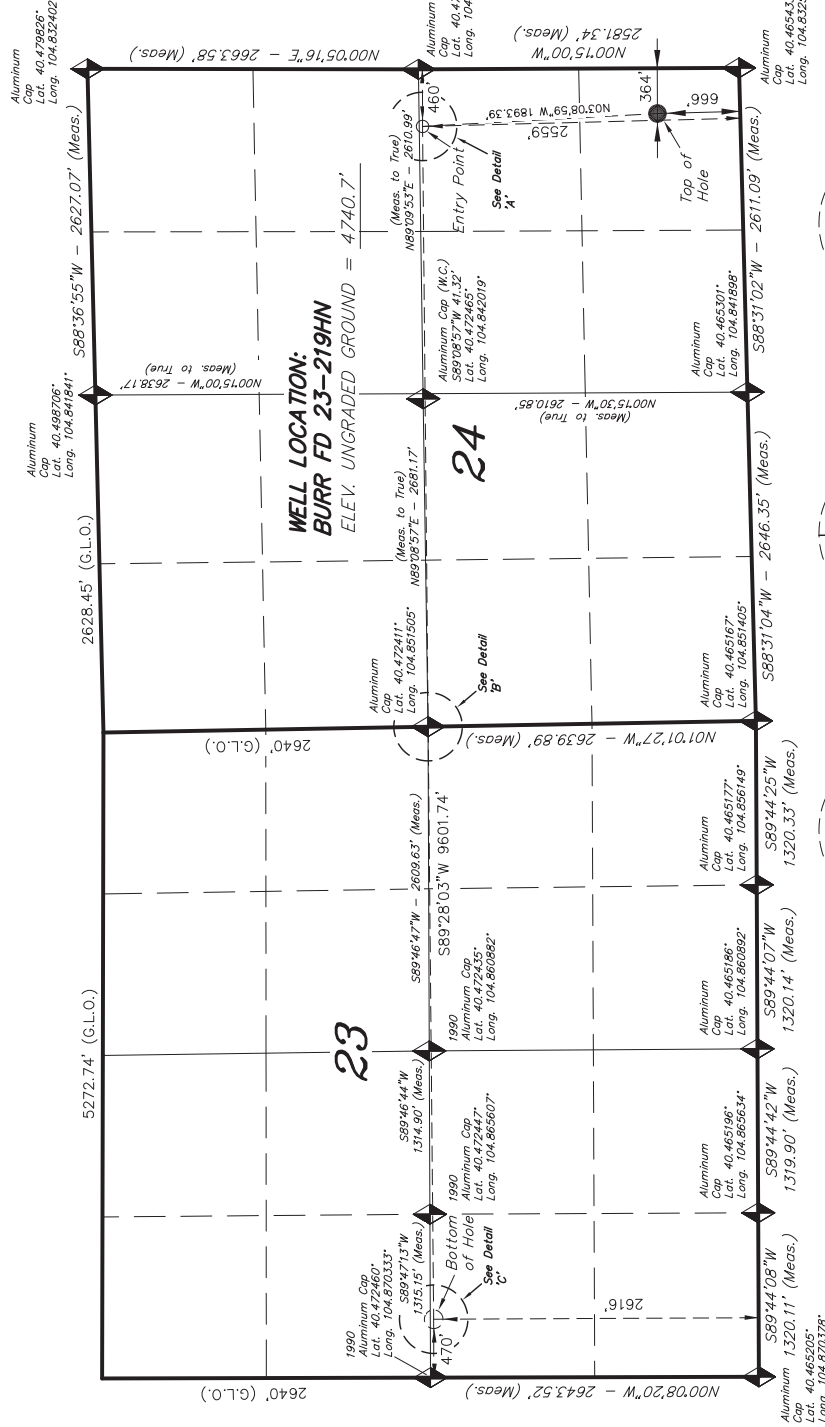 Aluminum
Cap
Lat. 40.479826°
Long. 104.832402
N00°05'16"E - 2663.58' (Meas.)
Aluminum
Cap
N00°15'00"W
2581.34' (Meas.)
S88°36'55"W - 2627.07' (Meas.)
(Meas. to True)
N89°09'53"E - 2610.99'
460'
Entry Point
See Detail
'A'
N03°08'59"W 1893.39'
2559'
364'
666'
Top of
Hole
S88°31'02"W - 2611.09' (Meas.)
Aluminum
Cap
Lat. 40.498706°
Long. 104.841841°
N00°15'00"W - 2638.17'
(Meas. to True)
WELL LOCATION:
BURR FD 23-219HN
ELEV. UNGRADED GROUND = 4740.7'
Aluminum Cap (W.C.)
S89°08'57"W 41.32'
Lat. 40.472465°
Long. 104.842019°
24
N00°15'30"W - 2610.85'
(Meas. to True)
Aluminum
Cap
Lat. 40.465301°
Long. 104.841898°
2628.45' (G.L.O.)
(Meas. to True)
N89°08'57"E - 2681.17'
S88°31'04"W - 2646.35' (Meas.)
Aluminum
Cap
Lat. 40.472411°
Long. 104.851505°
See Detail
'B'
2640' (G.L.O.)
N01°01'27"W - 2639.89' (Meas.)
Aluminum
Cap
Lat. 40.465167°
Long. 104.851405°
5272.74' (G.L.O.)
23
S89°46'47"W - 2609.63' (Meas.)
S89°28'03"W 9601.74'
Aluminum
Cap
Lat. 40.465177°
Long. 104.856149°
S89°44'25"W
1320.33' (Meas.)
1990
Aluminum Cap
Lat. 40.472435°
Long. 104.860882°
Aluminum
Cap
Lat. 40.465186°
Long. 104.860892°
S89°44'07"W
1320.14' (Meas.)
S89°46'44"W
1314.90' (Meas.)
1990
Aluminum Cap
Lat. 40.472447°
Long. 104.865607°
Aluminum
Cap
Lat. 40.465196°
Long. 104.865634°
S89°44'42"W
1319.90' (Meas.)
1990
Aluminum Cap
Lat. 40.472460°
Long. 104.870333°
S89°47'13"W
1315.15' (Meas.)
Bottom
of Hole
See Detail
'C'
470'
2616'
S89°44'08"W
1320.11' (Meas.)
2640' (G.L.O.)
N00°08'20"W - 2643.52' (Meas.)
Aluminum
Cap
Lat. 40.465205°
Long. 104.870378°